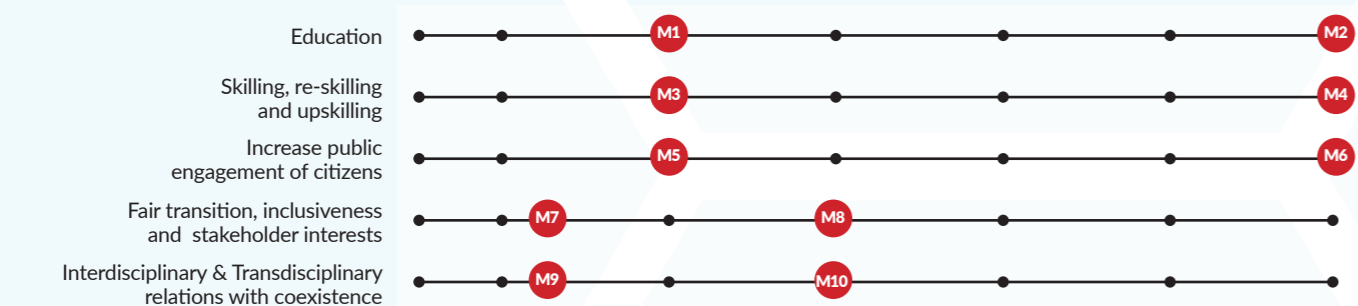 Education
M1
M2
Skilling, re-skilling
and upskilling
M3
M4
Increase public
engagement of citizens
M5
M6
Fair transition, inclusiveness
and stakeholder interests
M7
M8
Interdisciplinary & Transdisciplinary
relations with coexistence
M9
M10